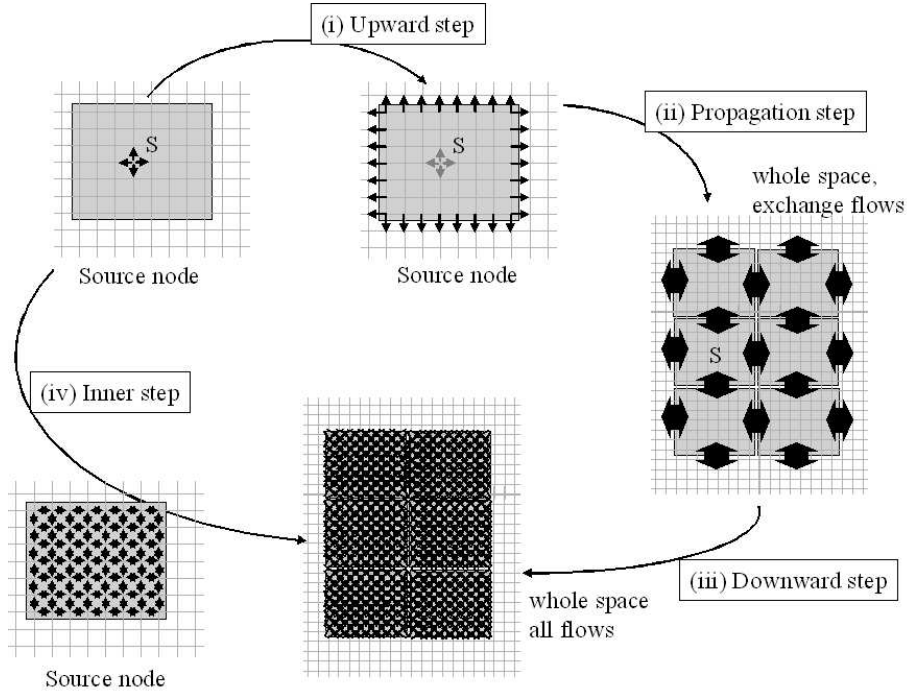 (i) Upward step
S
Source node
S
Source node
(ii) Propagation step
whole space,
exchange flows
S
(iii) Downward step
(iv) Inner step
Source node
whole space
all flows